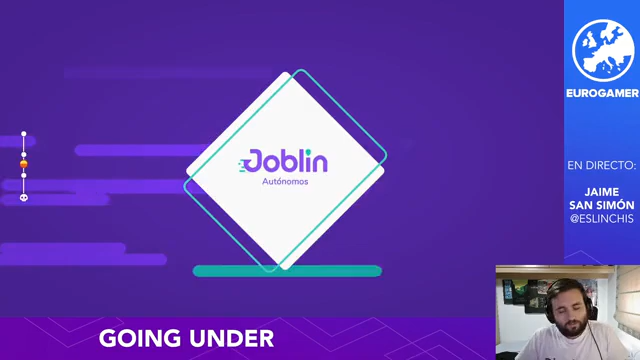 Joblin
Autónomos
EUROGAMER
EN DIRECTO:
JAIME
SAN SIMÓN
@ESLINCHIS
GOING UNDER